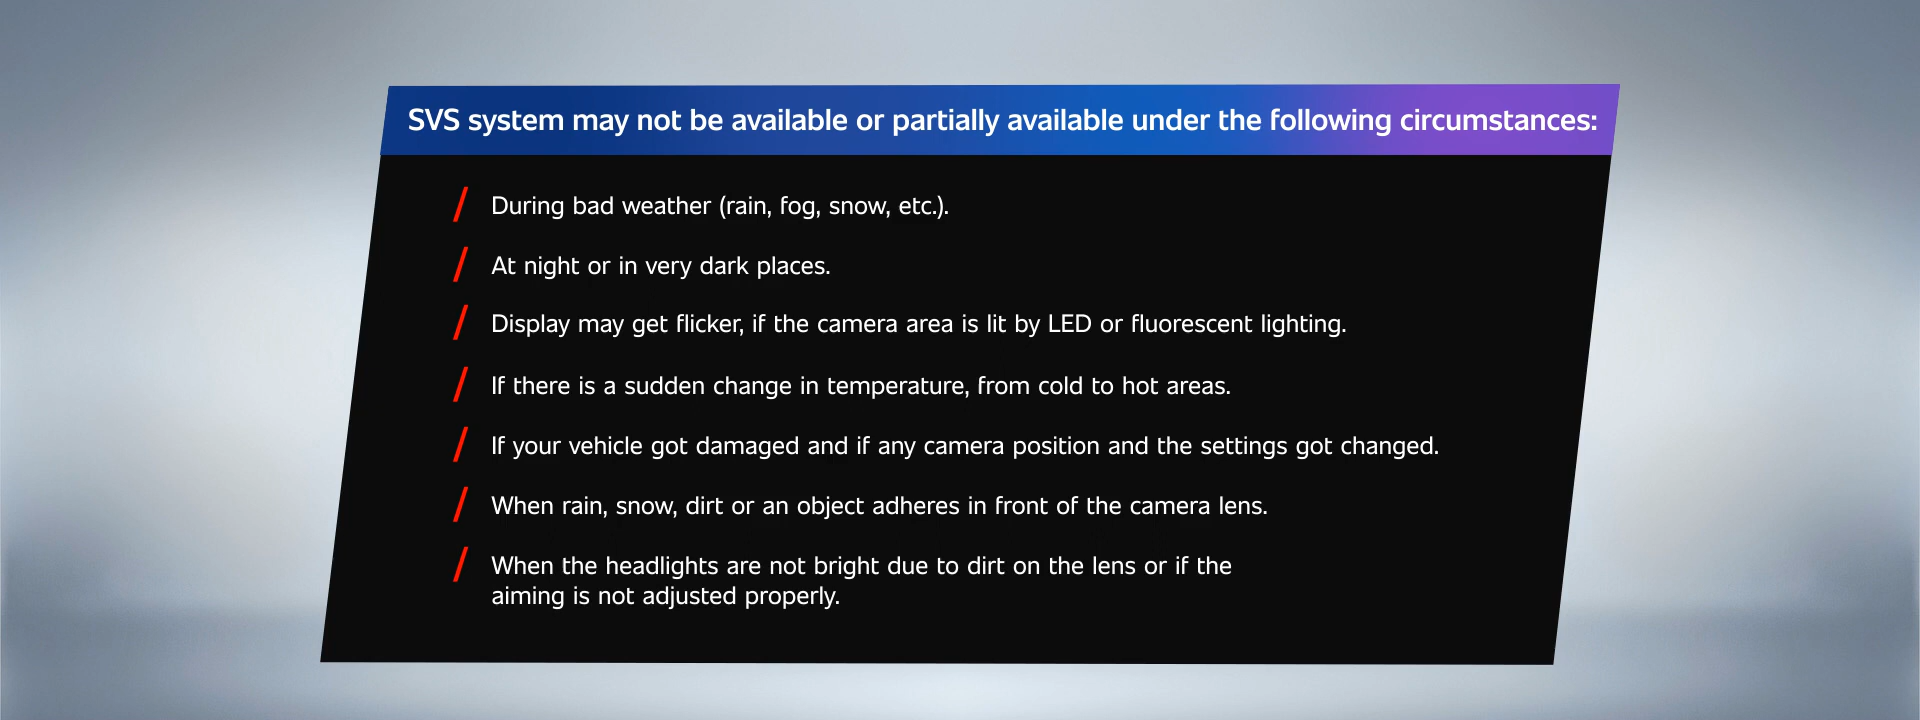 SVS system may not be available or partially available under the following circumstances:
During bad weather (rain, fog, snow, etc.).
At night or in very dark places.
Display may get flicker, if the camera area is lit by LED or fluorescent lighting.
If there is a sudden change in temperature, from cold to hot areas.
If your vehicle got damaged and if any camera position and the settings got changed.
When rain, snow, dirt or an object adheres in front of the camera lens.
When the headlights are not bright due to dirt on the lens or if the
aiming is not adjusted properly.